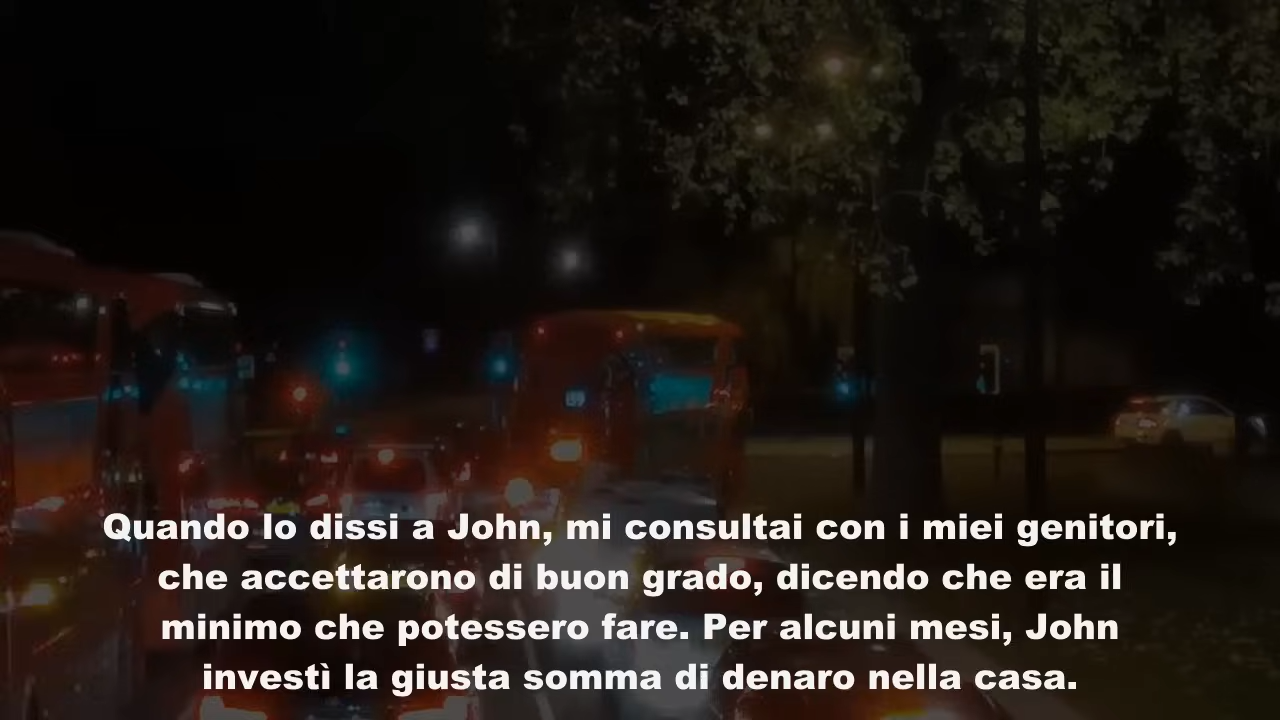 Quando lo dissi a John, mi consultai con i miei genitori,
che accettarono di buon grado, dicendo che era il
minimo che potessero fare. Per alcuni mesi, John
investì la giusta somma di denaro nella casa.